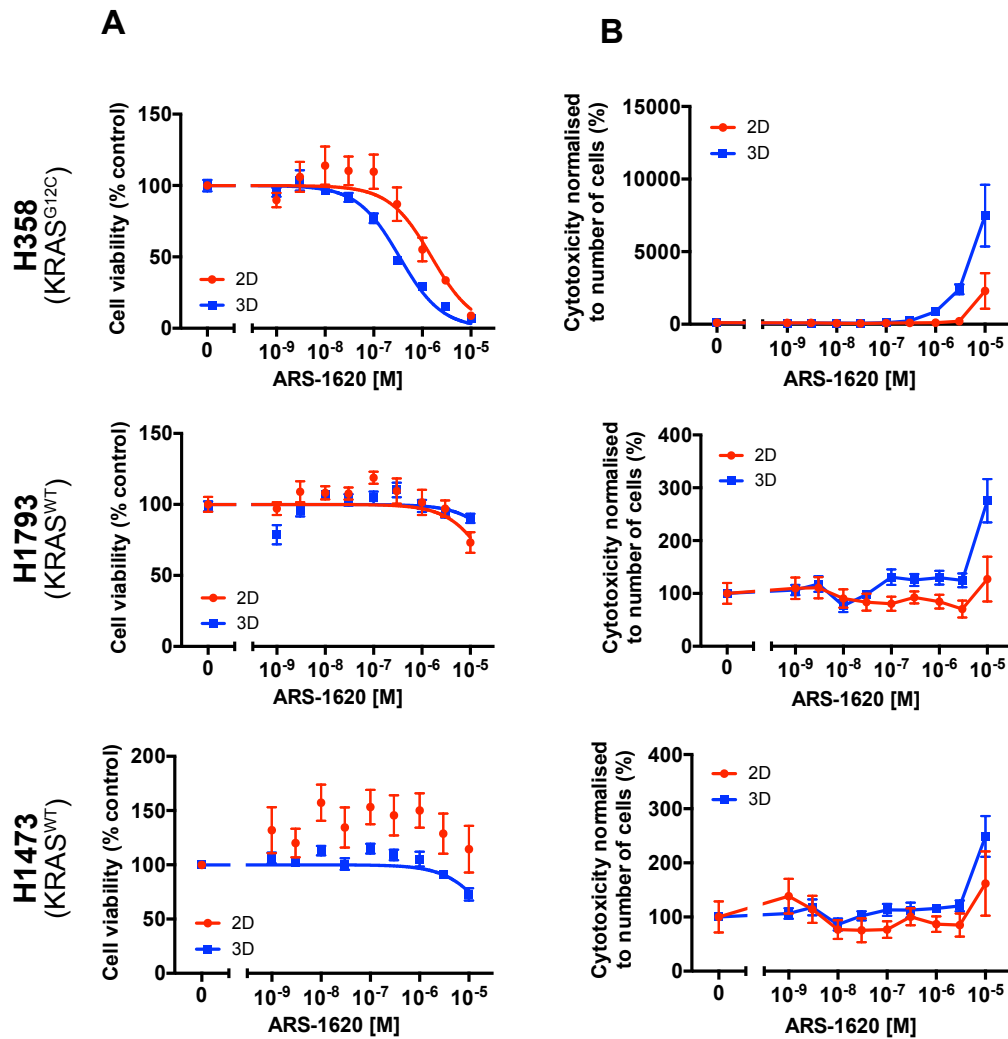 A
B
H358
(KRAS^G12C)
Cell viability (% control)
150
100
50
0
2D
3D
0
10^-9
10^-8
10^-7
10^-6
10^-5
ARS-1620 [M]
Cytotoxicity normalised
to number of cells (%)
15000
10000
5000
0
2D
3D
0
10^-9
10^-8
10^-7
10^-6
10^-5
ARS-1620 [M]
H1793
(KRAS^WT)
Cell viability (% control)
150
100
50
0
2D
3D
0
10^-9
10^-8
10^-7
10^-6
10^-5
ARS-1620 [M]
Cytotoxicity normalised
to number of cells (%)
400
300
200
100
0
2D
3D
0
10^-9
10^-8
10^-7
10^-6
10^-5
ARS-1620 [M]
H1473
(KRAS^WT)
Cell viability (% control)
200
150
100
50
0
2D
3D
0
10^-9
10^-8
10^-7
10^-6
10^-5
ARS-1620 [M]
Cytotoxicity normalised
to number of cells (%)
400
300
200
100
0
2D
3D
0
10^-9
10^-8
10^-7
10^-6
10^-5
ARS-1620 [M]